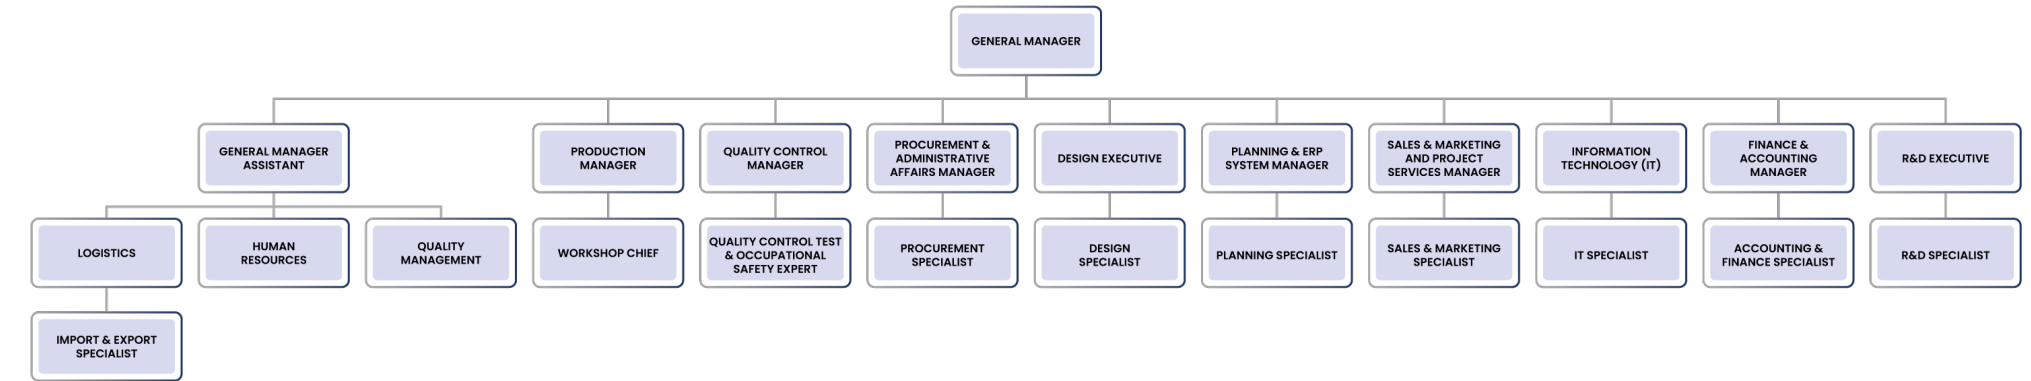 GENERAL MANAGER
GENERAL MANAGER
ASSISTANT
PRODUCTION
MANAGER
QUALITY CONTROL
MANAGER
PROCUREMENT &
ADMINISTRATIVE
AFFAIRS MANAGER
DESIGN EXECUTIVE
PLANNING & ERP
SYSTEM MANAGER
SALES & MARKETING
AND PROJECT
SERVICES MANAGER
INFORMATION
TECHNOLOGY (IT)
FINANCE &
ACCOUNTING
MANAGER
R&D EXECUTIVE
LOGISTICS
HUMAN
RESOURCES
QUALITY
MANAGEMENT
WORKSHOP CHIEF
QUALITY CONTROL TEST
& OCCUPATIONAL
SAFETY EXPERT
PROCUREMENT
SPECIALIST
DESIGN
SPECIALIST
PLANNING SPECIALIST
SALES & MARKETING
SPECIALIST
IT SPECIALIST
ACCOUNTING &
FINANCE SPECIALIST
R&D SPECIALIST
IMPORT & EXPORT
SPECIALIST